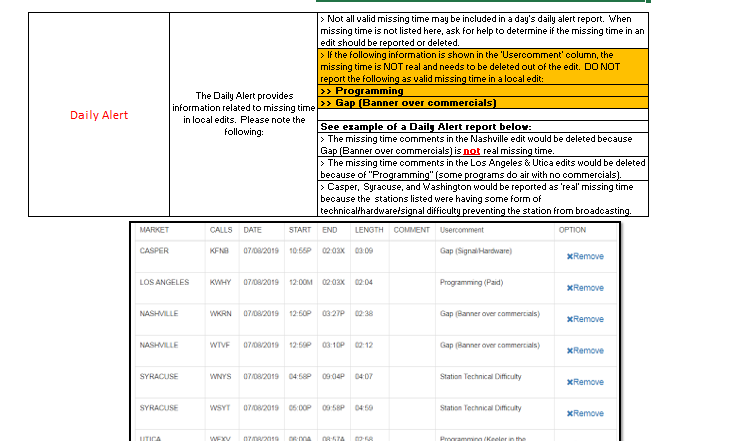 > Not all valid missing time may be included in a day's daily alert report. When
missing time is not listed here, ask for help to determine if the missing time in an
edit should be reported or deleted.
> If the following information is shown in the 'Usercomment' column, the
missing time is NOT real and needs to be deleted out of the edit. DO NOT
report the following as valid missing time in a local edit:
>> Programming
>> Gap (Banner over commercials)
Daily Alert
The Daily Alert provides
information related to missing time
in local edits. Please note the
following:
See example of a Daily Alert report below:
> The missing time comments in the Nashville edit would be deleted because
Gap (Banner over commercials) is not real missing time.
> The missing time comments in the Los Angeles & Utica edits would be deleted
because of "Programming" (some programs do air with no commercials).
> Casper, Syracuse, and Washington would be reported as 'real' missing time
because the stations listed were having some form of
technical/hardware/signal difficulty preventing the station from broadcasting.
MARKET CALLS DATE START END LENGTH COMMENT Usercomment OPTION
CASPER KFNB 07/08/2019 10:55P 02:03X 03:09 Gap (Signal/Hardware) ✖Remove
LOS ANGELES KWHY 07/08/2019 12:00M 02:03X 02:04 Programming (Paid) ✖Remove
NASHVILLE WKRN 07/08/2019 12:50P 03:27P 02:38 Gap (Banner over commercials) ✖Remove
NASHVILLE WTVF 07/08/2019 12:59P 03:10P 02:12 Gap (Banner over commercials) ✖Remove
SYRACUSE WNYS 07/08/2019 04:58P 09:04P 04:07 Station Technical Difficulty ✖Remove
SYRACUSE WSYT 07/08/2019 05:00P 09:58P 04:59 Station Technical Difficulty ✖Remove
UTICA WFXV 07/08/2019 06:00A 08:57A 02:58 Programming (Keeler in the